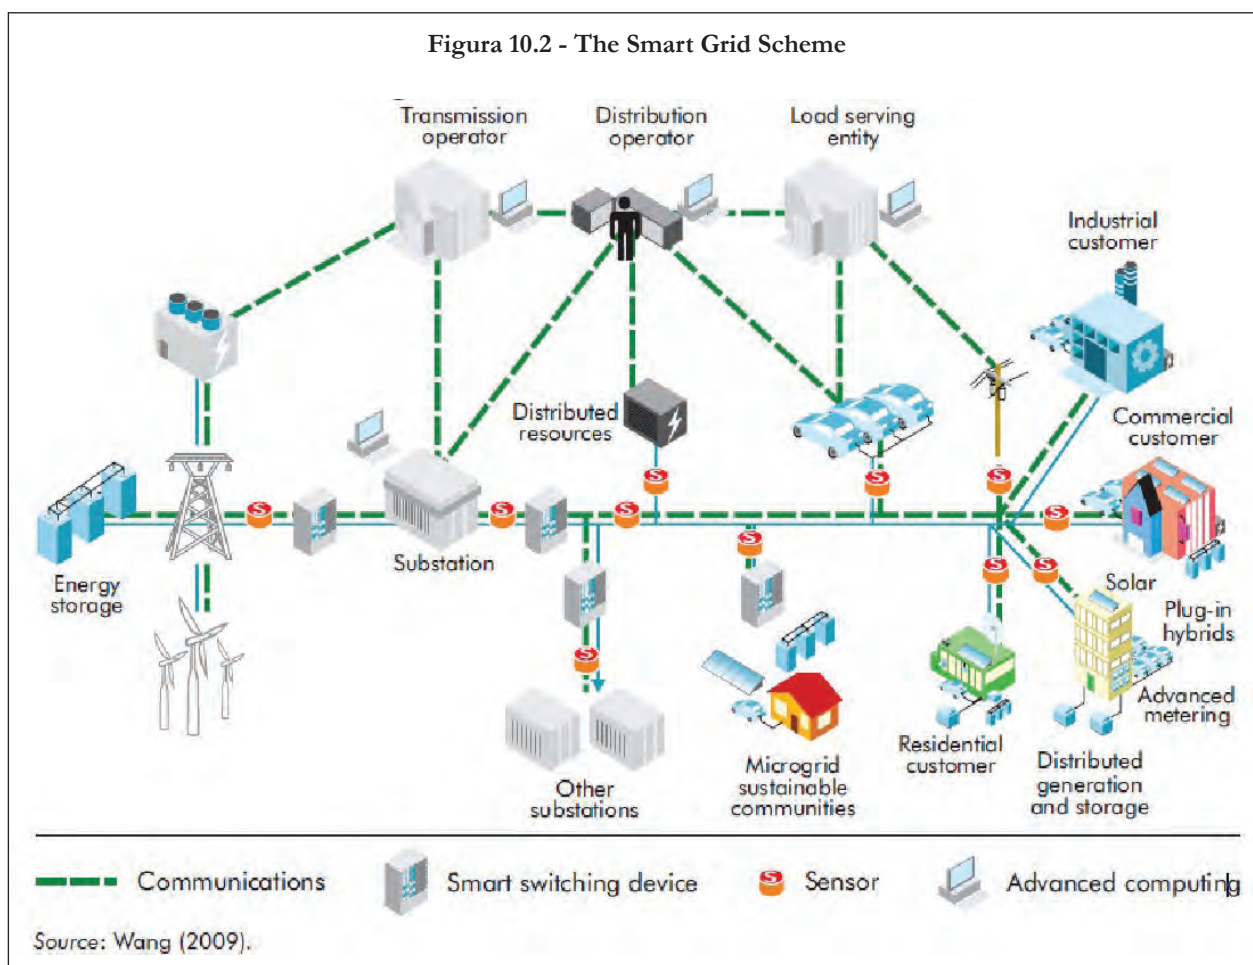 Figura 10.2 - The Smart Grid Scheme
Transmission
operator
Distribution
operator
Load serving
entity
Industrial
customer
Distributed
resources
Commercial
customer
S
S
S
S
S
S
S
Substation
Energy
storage
S
S
S
Solar
Plug-in
hybrids
S
Advanced
metering
Residential
customer
Distributed
generation
and storage
Microgrid
sustainable
communities
Other
substations
Communications
Smart switching device
S Sensor
Advanced computing
Source: Wang (2009).